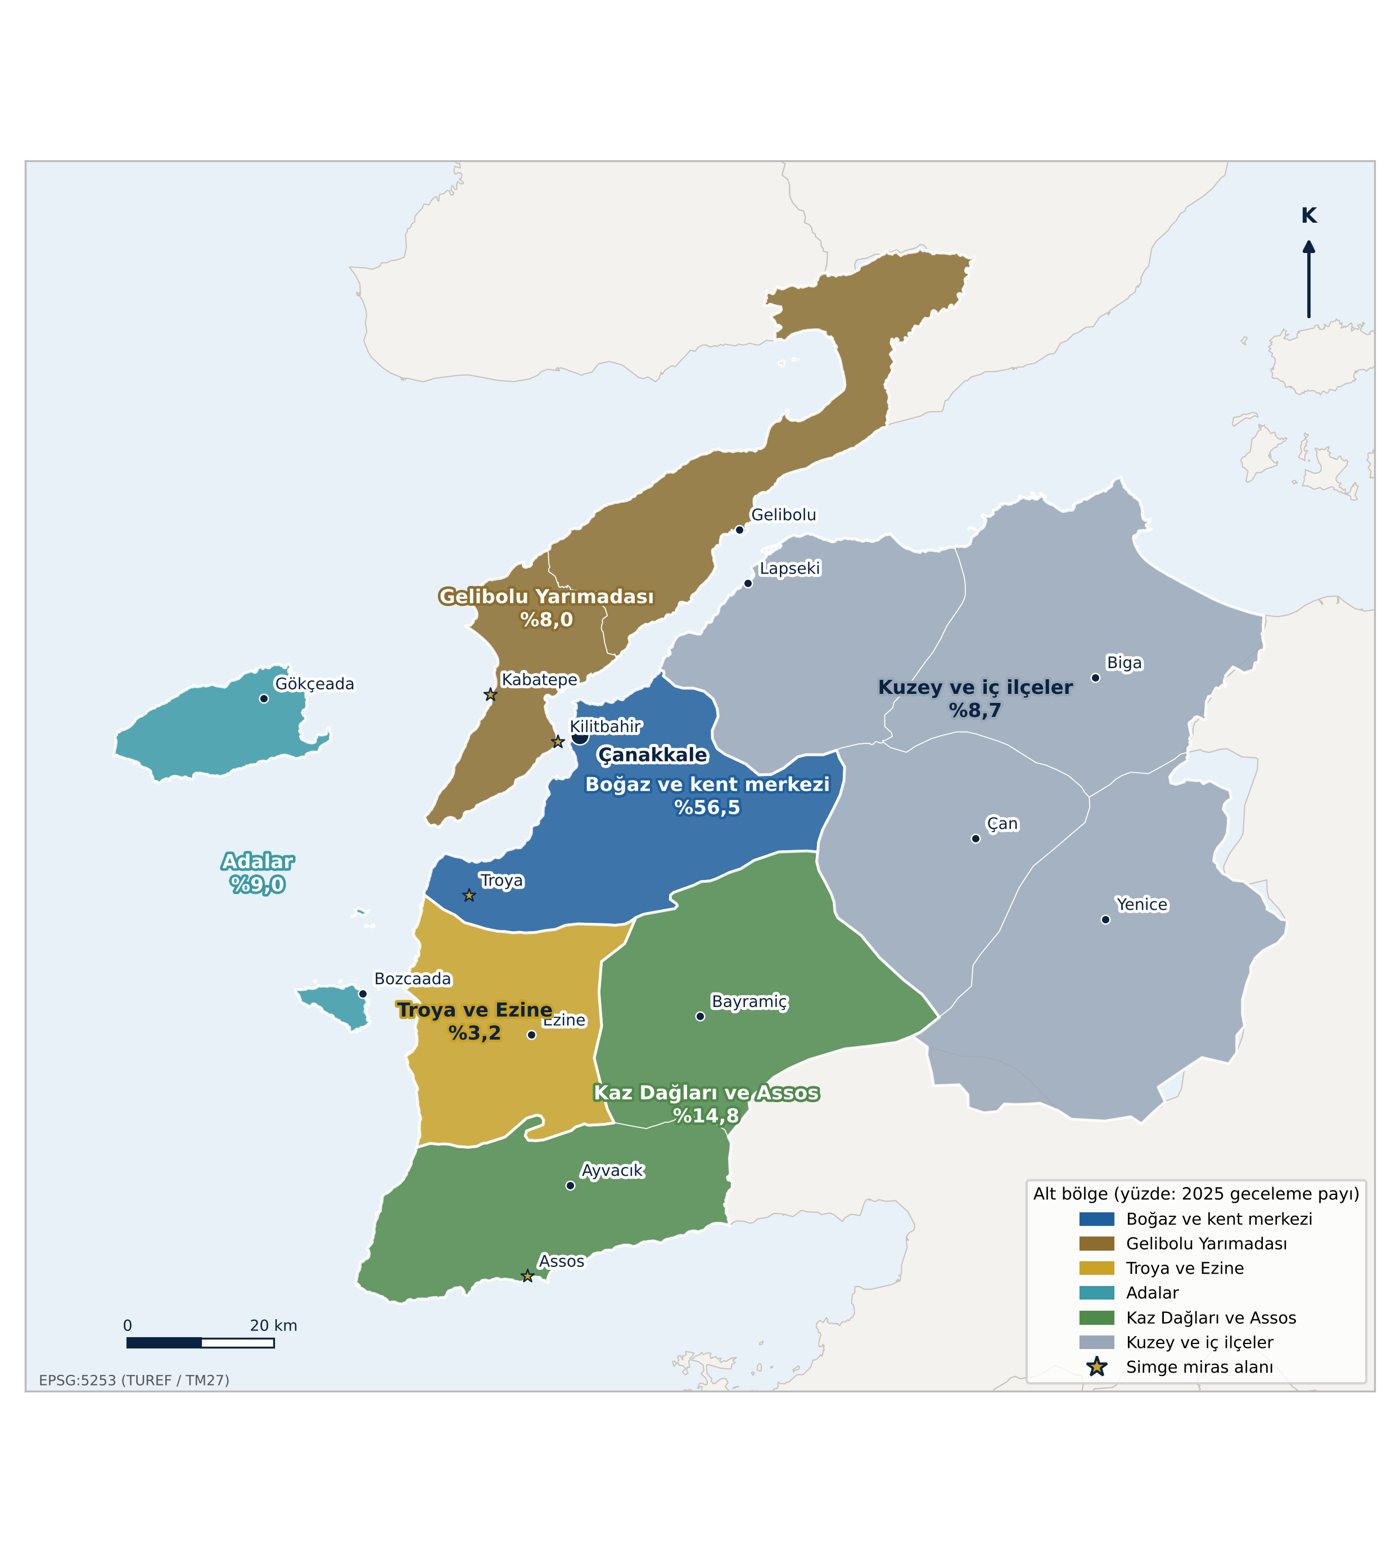 K
Gelibolu
Lapseki
Gelibolu Yarımadası
%8,0
Biga
Kabatepe
Gökçeada
Kuzey ve iç ilçeler
%8,7
Kilitbahir
Çanakkale
Boğaz ve kent merkezi
%56,5
Çan
Adalar
%9,0
Troya
Yenice
Bozcaada
Bayramiç
Troya ve Ezine
%3,2
Ezine
Kaz Dağları ve Assos
%14,8
Ayvacık
Assos
0 20 km
EPSG:5253 (TUREF / TM27)
Alt bölge (yüzde: 2025 geceleme payı)
Boğaz ve kent merkezi
Gelibolu Yarımadası
Troya ve Ezine
Adalar
Kaz Dağları ve Assos
Kuzey ve iç ilçeler
Simge miras alanı